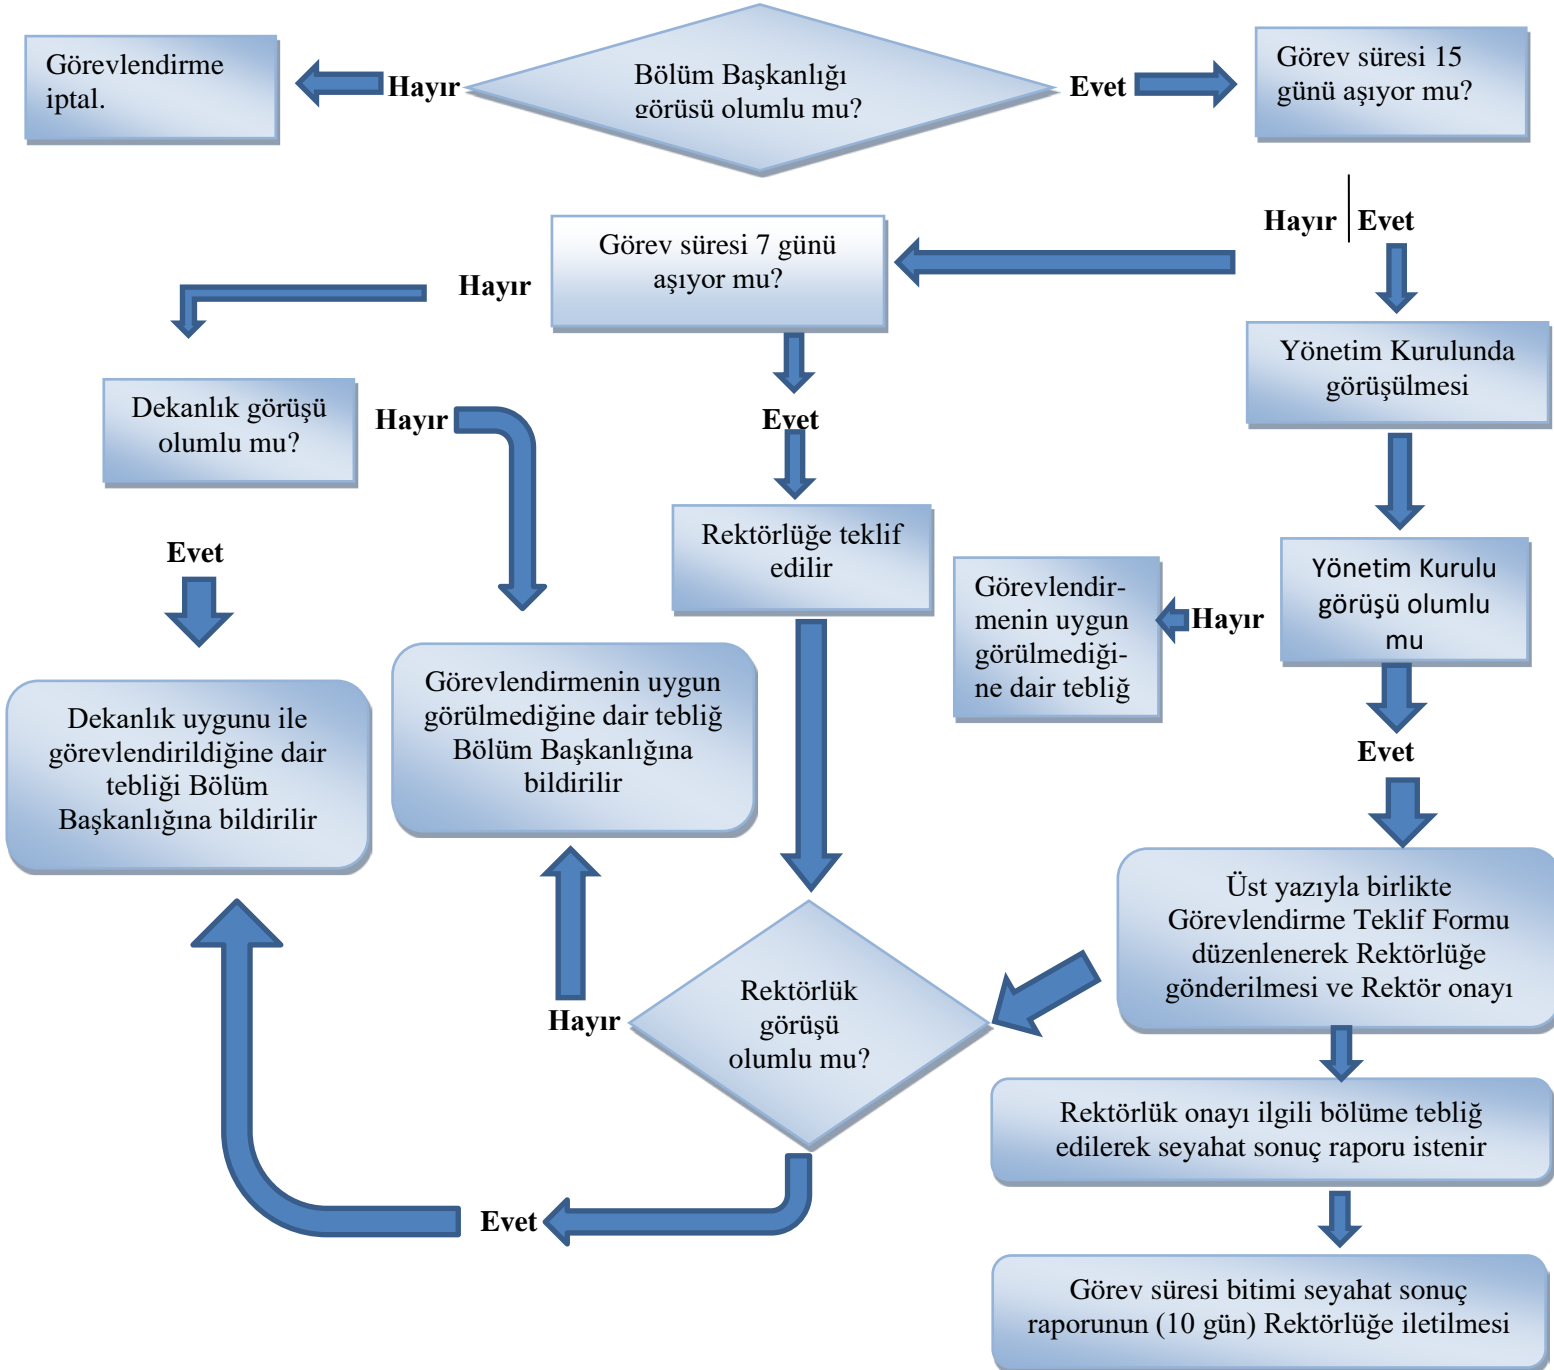 Görevlendirme
iptal.
Hayır
Bölüm Başkanlığı
görüsü olumlu mu?
Evet
Görev süresi 15
günü aşıyor mu?
Hayır
Evet
Görev süresi 7 günü
aşıyor mu?
Hayır
Yönetim Kurulunda
görüşülmesi
Dekanlık görüşü
olumlu mu?
Hayır
Evet
Rektörlüğe teklif
edilir
Evet
Yönetim Kurulu
görüşü olumlu
mu
Hayır
Görevlendir-
menin uygun
görülmediği-
ne dair tebliğ
Görevlendirmenin uygun
görülmediğine dair tebliğ
Bölüm Başkanlığına
bildirilir
Dekanlık uygunu ile
görevlendirildiğine dair
tebliği Bölüm
Başkanlığına bildirilir
Evet
Üst yazıyla birlikte
Görevlendirme Teklif Formu
düzenlenerek Rektörlüğe
gönderilmesi ve Rektör onayı
Rektörlük
görüşü
olumlu mu?
Hayır
Rektörlük onayı ilgili bölüme tebliğ
edilerek seyahat sonuç raporu istenir
Evet
Görev süresi bitimi seyahat sonuç
raporunun (10 gün) Rektörlüğe iletilmesi